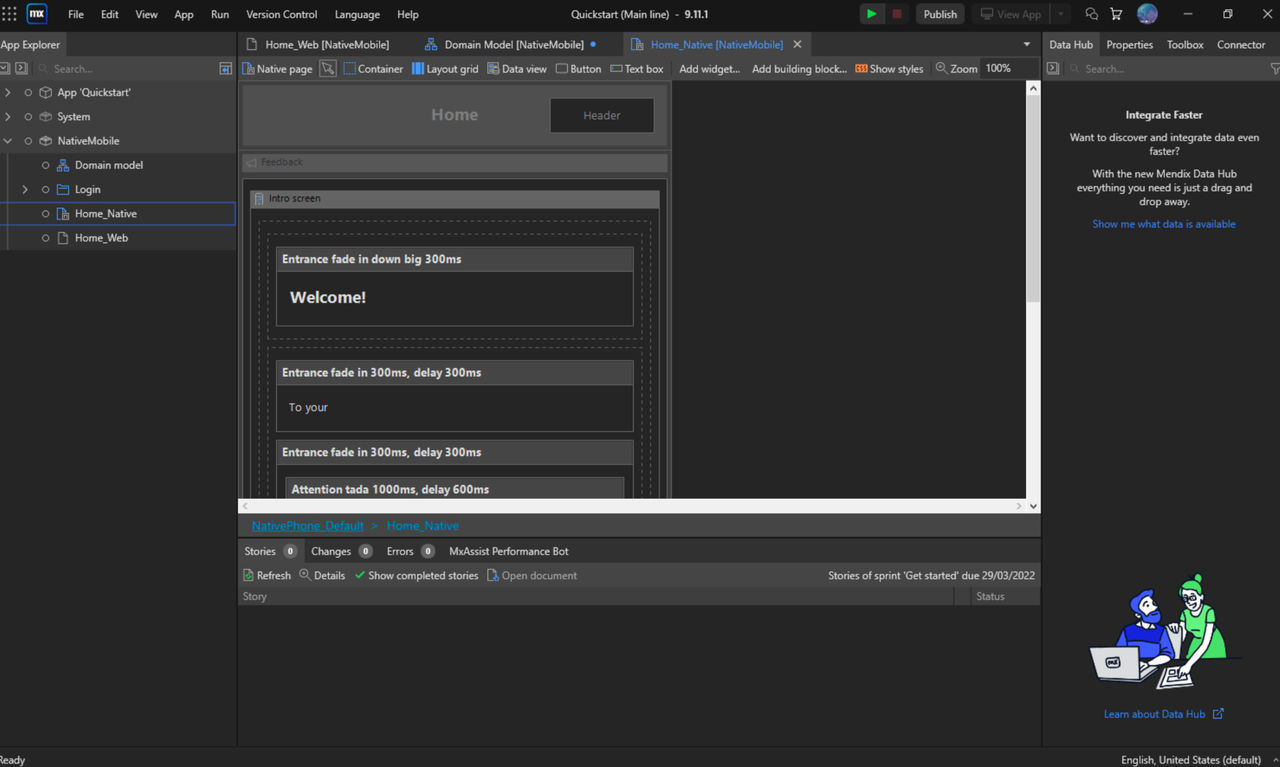 mx File Edit View App Run Version Control Language Help Quickstart (Main line) - 9.11.1 Publish View App
App Explorer
Search...
App 'Quickstart'
System
NativeMobile
Domain model
Login
Home_Native
Home_Web
Home_Web [NativeMobile] Domain Model [NativeMobile] Home_Native [NativeMobile]
Native page Container Layout grid Data view Button Text box Add widget... Add building block... CSS Show styles Zoom 100%
Home Header
Feedback
Intro screen
Entrance fade in down big 300ms
Welcome!
Entrance fade in 300ms, delay 300ms
To your
Entrance fade in 300ms, delay 300ms
Attention tada 1000ms, delay 600ms
NativePhone_Default > Home_Native
Stories 0 Changes 0 Errors 0 MxAssist Performance Bot
Refresh Details Show completed stories Open document Stories of sprint 'Get started' due 29/03/2022
Story Status
Data Hub Properties Toolbox Connector
Search...
Integrate Faster
Want to discover and integrate data even
faster?
With the new Mendix Data Hub
everything you need is just a drag and
drop away.
Show me what data is available
mx
Learn about Data Hub
Ready English, United States (default)